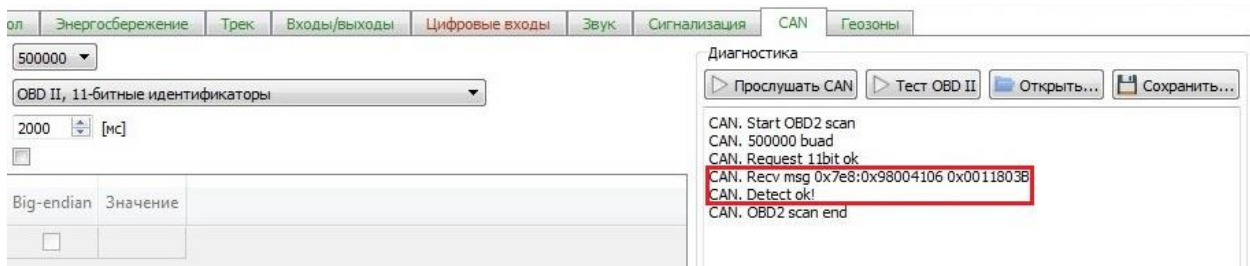 ол Энергосбережение Трек Входы/выходы Цифровые входы Звук Сигнализация CAN Геозоны
500000
OBD II, 11-битные идентификаторы
2000 [мс]
Big-endian Значение
Диагностика
Прослушать CAN Тест OBD II Открыть... Сохранить...
CAN. Start OBD2 scan
CAN. 500000 buad
CAN. Request 11bit ok
CAN. Recv msg 0x7e8:0x98004106 0x0011803B
CAN. Detect ok!
CAN. OBD2 scan end